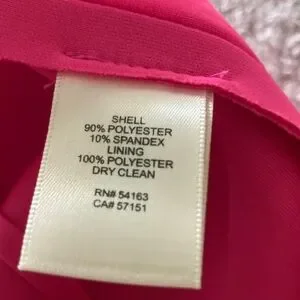 SHELL
90% POLYESTER
10% SPANDEX
LINING
100% POLYESTER
DRY CLEAN
RN# 54163
CA# 57151